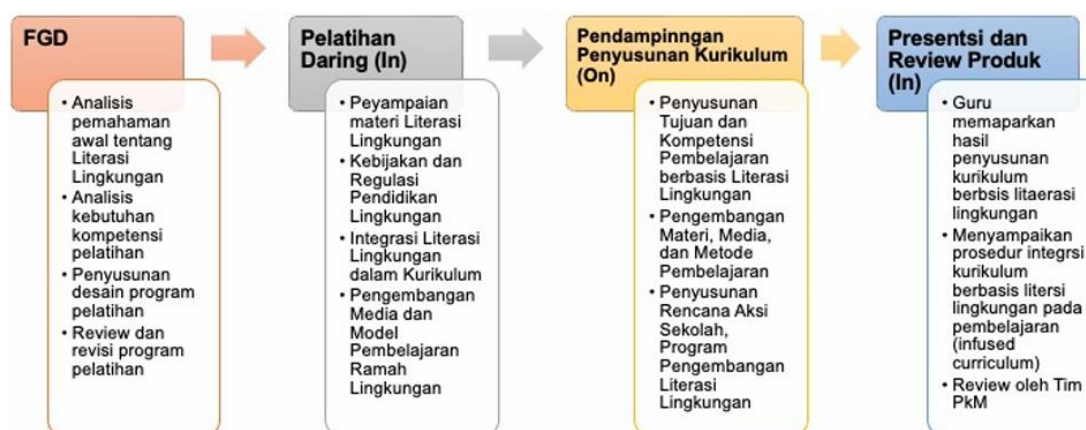 FGD
• Analisis
pemahaman
awal tentang
Literasi
Lingkungan
• Analisis
kebutuhan
kompetensi
pelatihan
• Penyusunan
desain program
pelatihan
• Review dan
revisi program
pelatihan
Pelatihan
Daring (In)
• Peyampaian
materi Literasi
Lingkungan
• Kebijakan dan
Regulasi
Pendidikan
Lingkungan
• Integrasi Literasi
Lingkungan
dalam Kurikulum
• Pengembangan
Media dan
Model
Pembelajaran
Ramah
Lingkungan
Pendampinngan
Penyusunan Kurikulum
(On)
• Penyusunan
Tujuan dan
Kompetensi
Pembelajaran
berbasis Literasi
Lingkungan
• Pengembangan
Materi, Media,
dan Metode
Pembelajaran
• Penyusunan
Rencana Aksi
Sekolah,
Program
Pengembangan
Literasi
Lingkungan
Presentsi dan
Review Produk
(In)
• Guru
memaparkan
hasil
penyusunan
kurikulum
berbsis litaerasi
lingkungan
• Menyampaikan
prosedur integrsi
kurikulum
berbasis litersi
lingkungan pada
pembelajaran
(infused
curriculum)
• Review oleh Tim
PkM